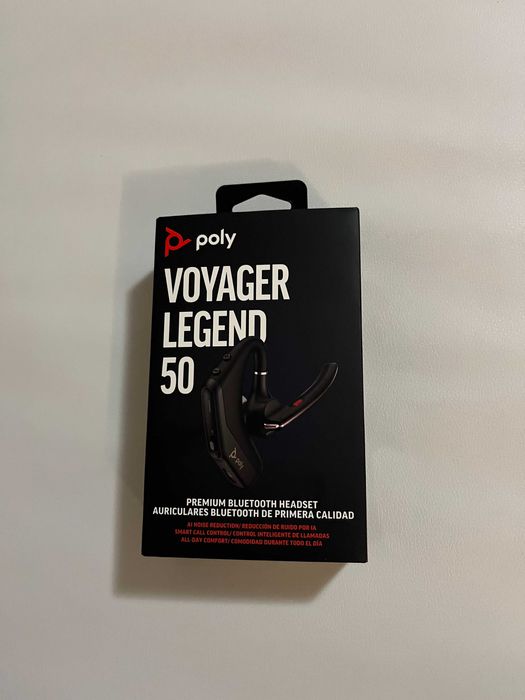 poly
VOYAGER
LEGEND
50
poly
PREMIUM BLUETOOTH HEADSET
AURICULARES BLUETOOTH DE PRIMERA CALIDAD
AI NOISE REDUCTION/ REDUCCIÓN DE RUIDO POR IA
SMART CALL CONTROL/ CONTROL INTELIGENTE DE LLAMADAS
ALL DAY COMFORT/ COMODIDAD DURANTE TODO EL DÍA